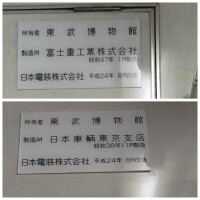 所有者 東武博物館
製造所 富士重工業株式会社
昭和47年 1月製造
日本電装株式会社 平成24年 8月改造
所有者 東武博物館
製造所 日本車輌東京支店
昭和38年11月製造
日本電装株式会社 平成24年 8月改造